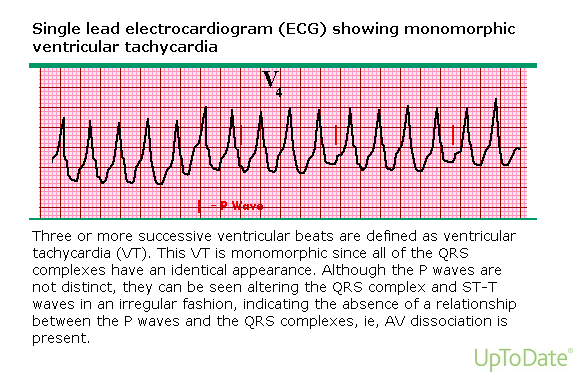 Single lead electrocardiogram (ECG) showing monomorphic
ventricular tachycardia
V4
- P Wave
Three or more successive ventricular beats are defined as ventricular
tachycardia (VT). This VT is monomorphic since all of the QRS
complexes have an identical appearance. Although the P waves are
not distinct, they can be seen altering the QRS complex and ST-T
waves in an irregular fashion, indicating the absence of a relationship
between the P waves and the QRS complexes, ie, AV dissociation is
present.
UpToDate®